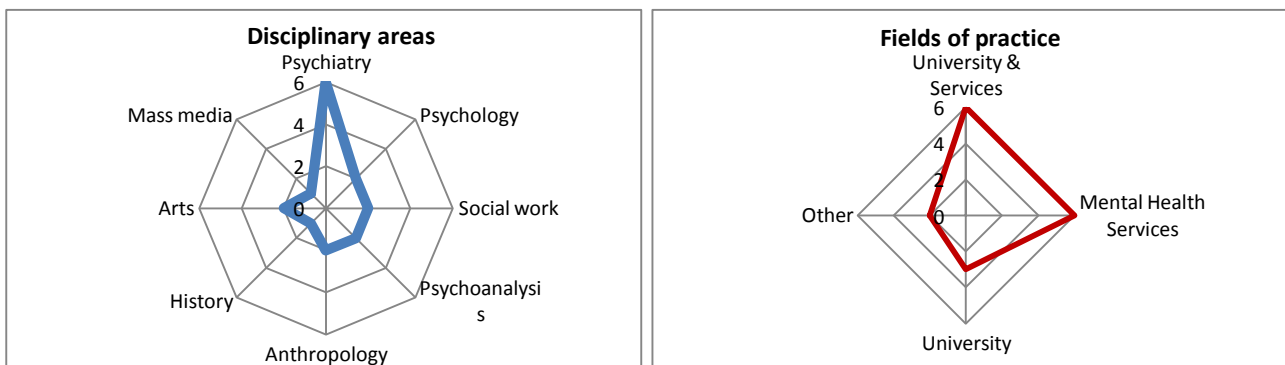 Disciplinary areas
Psychiatry
6
Mass media
Psychology
4
2
Arts
0
Social work
History
Psychoanalysi
s
Anthropology
Fields of practice
University &
Services
6
4
2
Other
0
Mental Health
Services
University